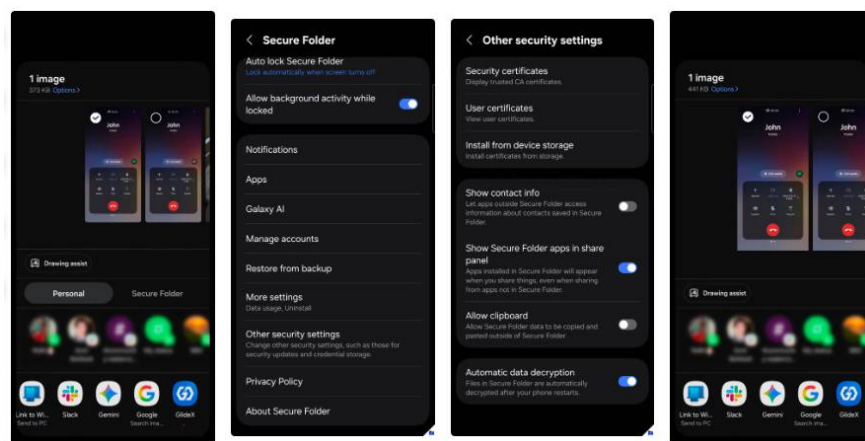 1 image
373 KB Options >
John
John
Drawing assist
Personal
Secure Folder
Link to Wi...
Send to PC
Slack
Gemini
Google
Search ima...
GlideX
Secure Folder
Auto lock Secure Folder
Lock automatically when screen turns off
Allow background activity while
locked
Notifications
Apps
Galaxy AI
Manage accounts
Restore from backup
More settings
Data usage, Uninstall
Other security settings
Change other security settings, such as those for
security updates and credential storage.
Privacy Policy
About Secure Folder
Other security settings
Security certificates
Display trusted CA certificates.
User certificates
View user certificates.
Install from device storage
Install certificates from storage.
Show contact info
Let apps outside Secure Folder access
information about contacts saved in Secure
Folder.
Show Secure Folder apps in share
panel
Apps installed in Secure Folder will appear
when you share things, even when sharing
from apps not in Secure Folder.
Allow clipboard
Allow Secure Folder data to be copied and
pasted outside of Secure Folder.
Automatic data decryption
Files in Secure Folder are automatically
decrypted after your phone restarts.
1 image
441 KB Options >
John
John
Drawing assist
Link to Wi...
Send to PC
Slack
Gemini
Google
Search ima...
GlideX